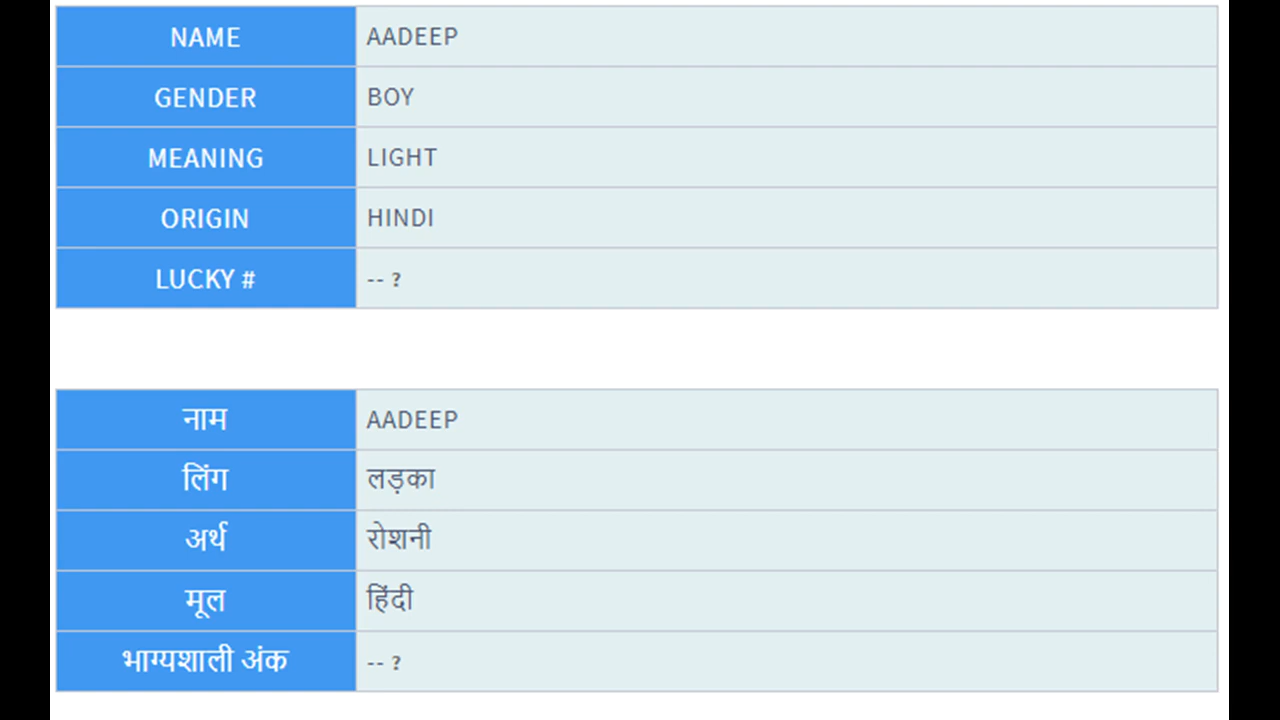 NAME AADEEP
GENDER BOY
MEANING LIGHT
ORIGIN HINDI
LUCKY # -- ?
नाम AADEEP
लिंग लड़का
अर्थ रोशनी
मूल हिंदी
भाग्यशाली अंक -- ?